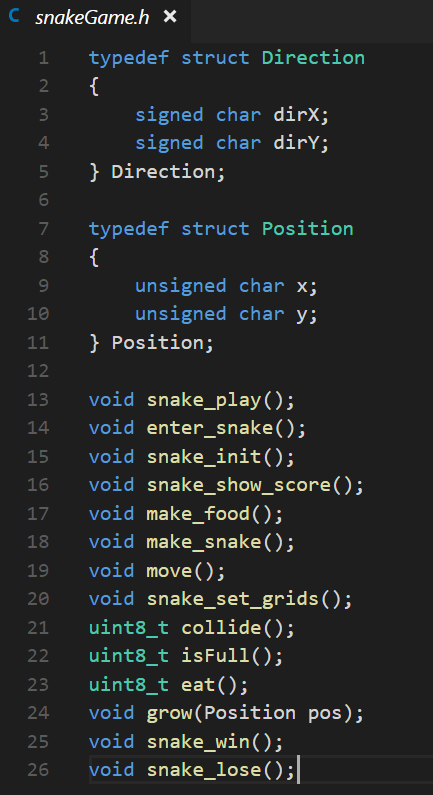 snakeGame.h ×
1 typedef struct Direction
2 {
3     signed char dirX;
4     signed char dirY;
5 } Direction;
6
7 typedef struct Position
8 {
9     unsigned char x;
10     unsigned char y;
11 } Position;
12
13 void snake_play();
14 void enter_snake();
15 void snake_init();
16 void snake_show_score();
17 void make_food();
18 void make_snake();
19 void move();
20 void snake_set_grids();
21 uint8_t collide();
22 uint8_t isFull();
23 uint8_t eat();
24 void grow(Position pos);
25 void snake_win();
26 void snake_lose();